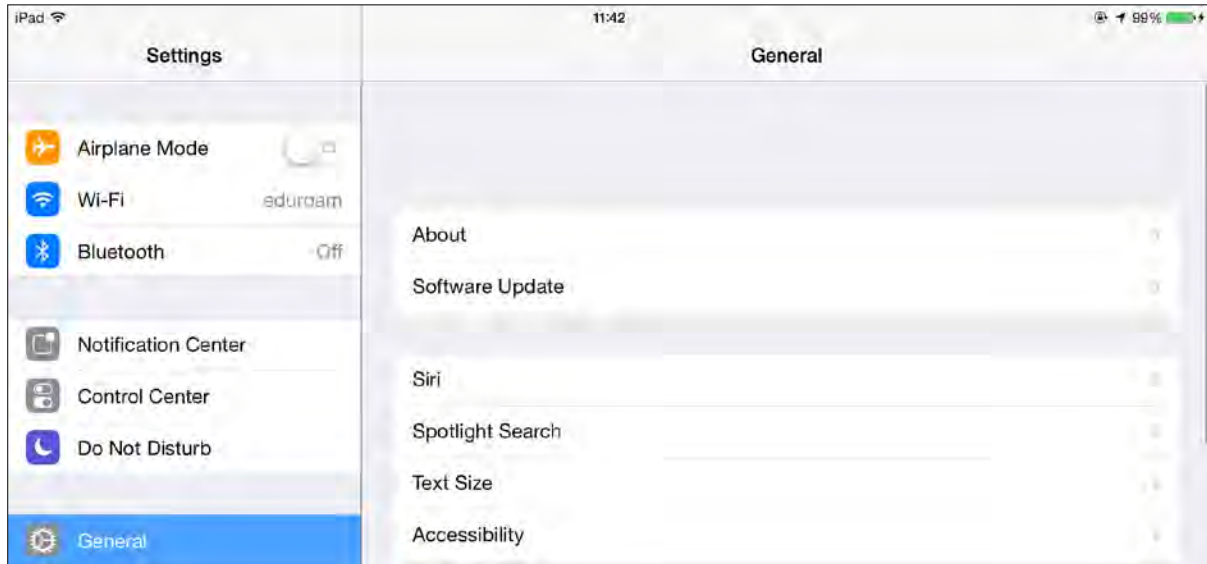 iPad 11:42 99%
Settings
General
Airplane Mode
Wi-Fi eduroam
Bluetooth Off
Notification Center
Control Center
Do Not Disturb
General
About
Software Update
Siri
Spotlight Search
Text Size
Accessibility